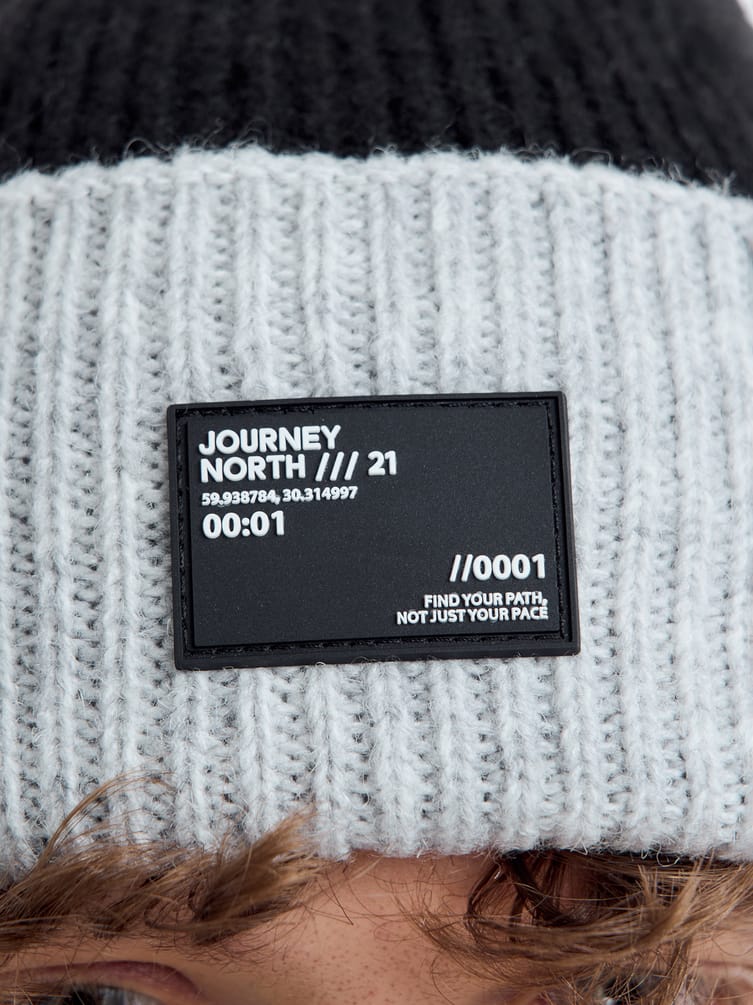 JOURNEY
NORTH /// 21
59.938784, 30.314997
00:01
//0001
FIND YOUR PATH,
NOT JUST YOUR PACE